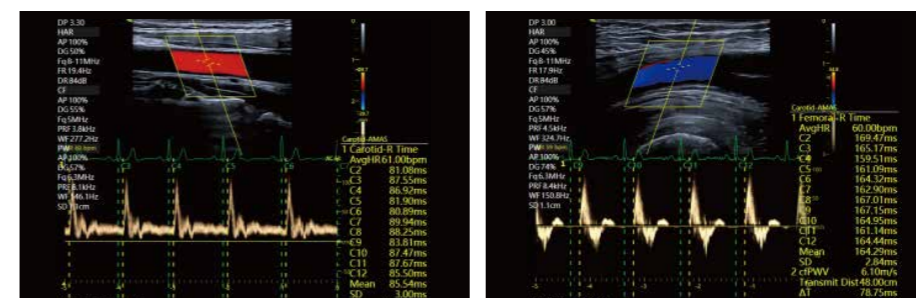 DP 3.30
HAR
AP 100%
DG 50%
Fq 8-11MHz
FR 19.4Hz
DR 84dB
CF
AP 100%
DG 55%
Fq 5MHz
PRF 3.8kHz
WF 277.2Hz
PW
AP 100%
DG 57%
Fq 6.3MHz
PRF 8.1kHz
WF 146.1Hz
Carotid-AMAS
1 Carotid-R Time
AvgHR 61.00bpm
C2 81.08ms
C3 87.55ms
C4 86.92ms
C5 81.90ms
C6 80.89ms
C7 89.94ms
C8 88.25ms
C9 83.81ms
C10 87.47ms
C11 87.67ms
C12 85.50ms
Mean 85.54ms
SD 3.00ms
DP 3.00
HAR
AP 100%
DG 45%
Fq 8-11MHz
FR 17.9Hz
DR 84dB
CF
AP 100%
DG 57%
Fq 5MHz
PRF 4.5kHz
WF 324.7Hz
PW
AP 100%
DG 74%
Fq 6.3MHz
PRF 8.4kHz
WF 150.8Hz
SD 1.1cm
Carotid-AMAS
1 Femoral-R Time
AvgHR 60.00bpm
C2 169.47ms
C3 165.17ms
C4 159.51ms
C5 161.09ms
C6 164.32ms
C7 162.90ms
C8 167.01ms
C9 167.15ms
C10 164.95ms
C11 161.14ms
C12 164.44ms
Mean 164.29ms
SD 2.84ms
2 cfPWV 6.10m/s
Transmit Dist 48.00cm
ΔT 78.75ms